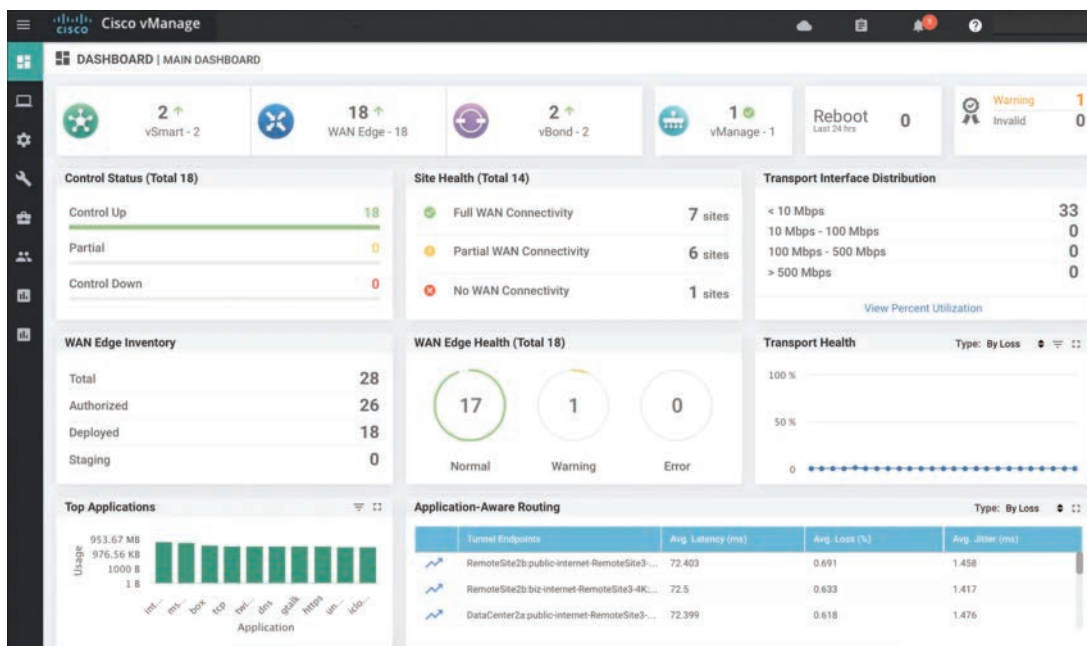 CISCO Cisco vManage
DASHBOARD | MAIN DASHBOARD
2 vSmart - 2
18 WAN Edge - 18
2 vBond - 2
1 vManage - 1
Reboot Last 24 hrs 0
Warning 1
Invalid 0
Control Status (Total 18)
Control Up 18
Partial 0
Control Down 0
Site Health (Total 14)
Full WAN Connectivity 7 sites
Partial WAN Connectivity 6 sites
No WAN Connectivity 1 sites
Transport Interface Distribution
< 10 Mbps 33
10 Mbps - 100 Mbps 0
100 Mbps - 500 Mbps 0
> 500 Mbps 0
View Percent Utilization
WAN Edge Inventory
Total 28
Authorized 26
Deployed 18
Staging 0
WAN Edge Health (Total 18)
17 1 0
Normal Warning Error
Transport Health Type: By Loss
100 %
50 %
0
Top Applications
Usage
953.67 MB
976.56 KB
1000 B
1 B
int... ms... box tcp twi... dns gtalk https un... iclo...
Application
Application-Aware Routing Type: By Loss
Tunnel Endpoints Avg. Latency (ms) Avg. Loss (%) Avg. Jitter (ms)
RemoteSite2b:public-internet-RemoteSite3-... 72.403 0.691 1.458
RemoteSite2b:biz-internet-RemoteSite3-4K:... 72.5 0.633 1.417
DataCenter2a:public-internet-RemoteSite3-... 72.399 0.618 1.476